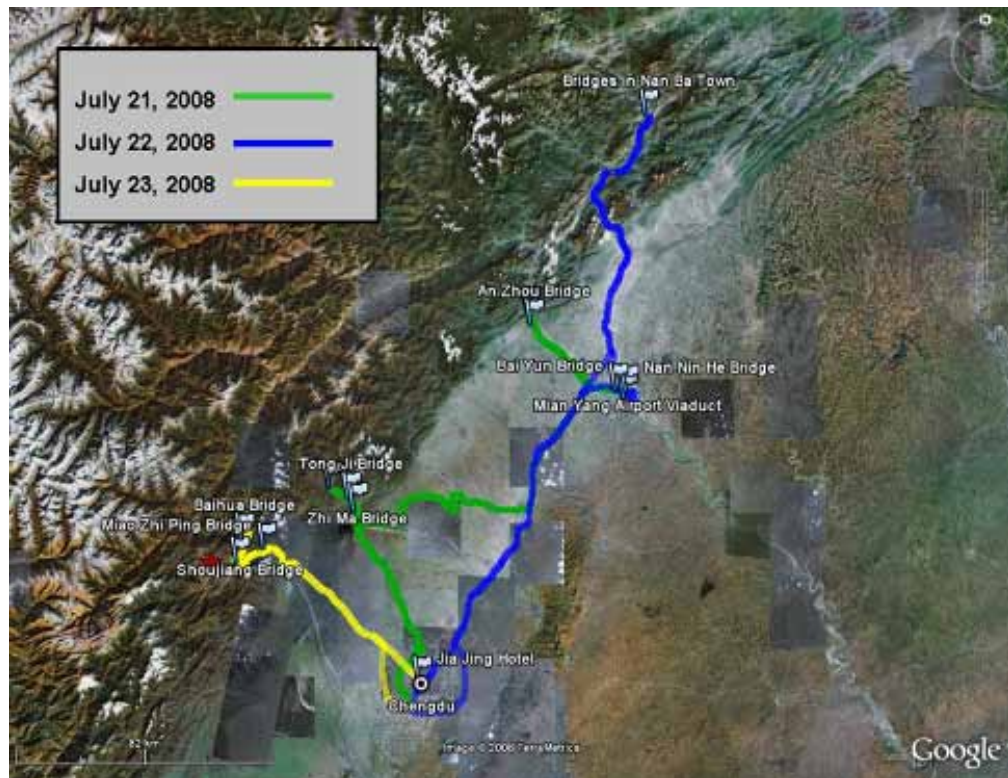 Bridges in Nan Ba Town
July 21, 2008
July 22, 2008
July 23, 2008
An Zhou Bridge
Bai Yun Bridge
Nan Nin He Bridge
Mian Yang Airport Viaduct
Tong Ji Bridge
Baihua Bridge
Zhi Ma Bridge
Miao Zhi Ping Bridge
Shoujiang Bridge
Jia Jing Hotel
Chengdu
Image © 2008 TerraMetrics
Google